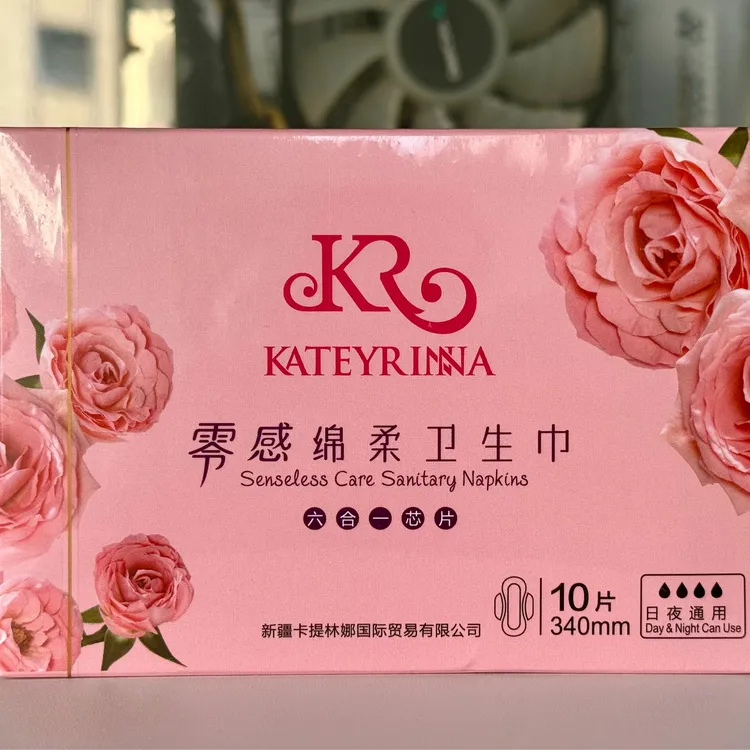 KR
KATEYRINNA
零感绵柔卫生巾
Senseless Care Sanitary Napkins
六合一芯片
新疆卡提林娜国际贸易有限公司
10片
340mm
日夜通用
Day & Night Can Use